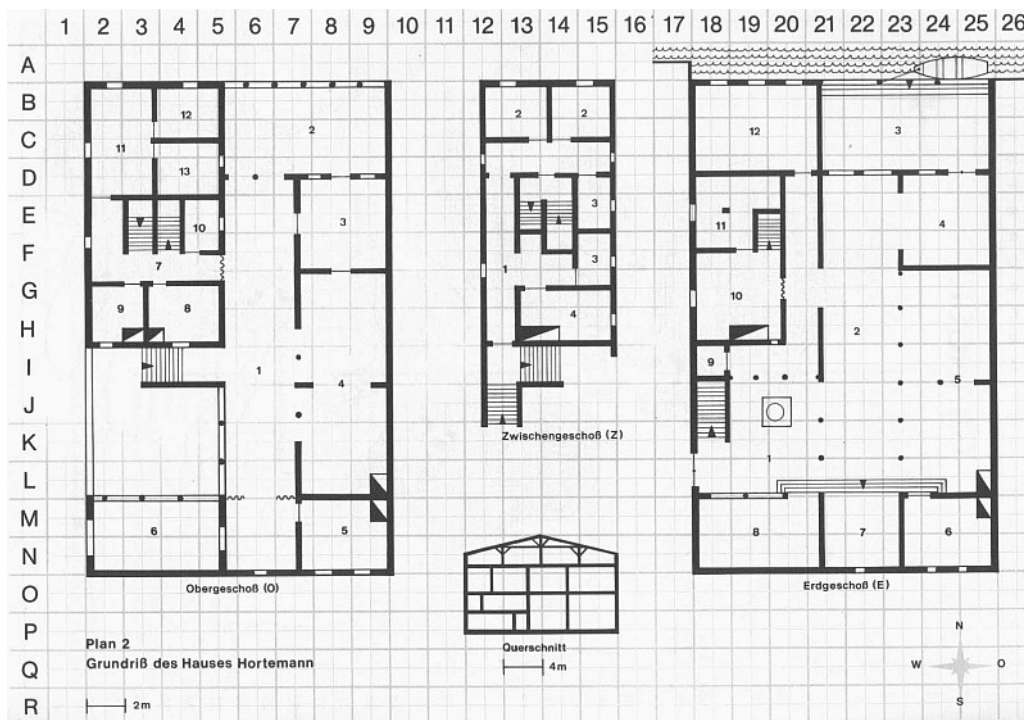 1 2 3 4 5 6 7 8 9 10 11 12 13 14 15 16 17 18 19 20 21 22 23 24 25 26
A
B
C
D
E
F
G
H
I
J
K
L
M
N
O
P
Q
R
12
11
2
13
3
10
7
9
8
1
4
6
5
Obergeschoß (O)
2 2
3
3
1
4
Zwischengeschoß (Z)
12
3
11
4
10
2
9
5
1
8
7
6
Erdgeschoß (E)
Querschnitt
4m
Plan 2
Grundriß des Hauses Hortemann
2m
N
W O
S